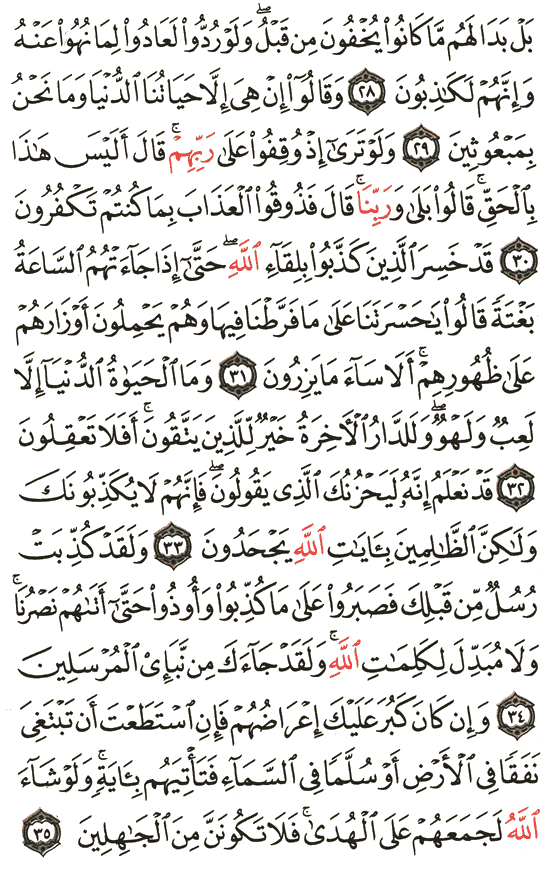 بَلْ بَدَا لَهُم مَّا كَانُوا۟ يُخْفُونَ مِن قَبْلُ ۖ وَلَوْ رُدُّوا۟ لَعَادُوا۟ لِمَا نُهُوا۟ عَنْهُ
وَإِنَّهُمْ لَكَـٰذِبُونَ ٢٨ وَقَالُوٓا۟ إِنْ هِىَ إِلَّا حَيَاتُنَا ٱلدُّنْيَا وَمَا نَحْنُ
بِمَبْعُوثِينَ ٢٩ وَلَوْ تَرَىٰٓ إِذْ وُقِفُوا۟ عَلَىٰ رَبِّهِمْ ۚ قَالَ أَلَيْسَ هَـٰذَا
بِٱلْحَقِّ ۚ قَالُوا۟ بَلَىٰ وَرَبِّنَا ۚ قَالَ فَذُوقُوا۟ ٱلْعَذَابَ بِمَا كُنتُمْ تَكْفُرُونَ
٣٠ قَدْ خَسِرَ ٱلَّذِينَ كَذَّبُوا۟ بِلِقَآءِ ٱللَّهِ ۖ حَتَّىٰٓ إِذَا جَآءَتْهُمُ ٱلسَّاعَةُ
بَغْتَةً قَالُوا۟ يَـٰحَسْرَتَنَا عَلَىٰ مَا فَرَّطْنَا فِيهَا وَهُمْ يَحْمِلُونَ أَوْزَارَهُمْ
عَلَىٰ ظُهُورِهِمْ ۚ أَلَا سَآءَ مَا يَزِرُونَ ٣١ وَمَا ٱلْحَيَوٰةُ ٱلدُّنْيَآ إِلَّا
لَعِبٌ وَلَهْوٌ ۖ وَلَلدَّارُ ٱلْـَٔاخِرَةُ خَيْرٌ لِّلَّذِينَ يَتَّقُونَ ۗ أَفَلَا تَعْقِلُونَ
٣٢ قَدْ نَعْلَمُ إِنَّهُۥ لَيَحْزُنُكَ ٱلَّذِى يَقُولُونَ ۖ فَإِنَّهُمْ لَا يُكَذِّبُونَكَ
وَلَـٰكِنَّ ٱلظَّـٰلِمِينَ بِـَٔايَـٰتِ ٱللَّهِ يَجْحَدُونَ ٣٣ وَلَقَدْ كُذِّبَتْ
رُسُلٌ مِّن قَبْلِكَ فَصَبَرُوا۟ عَلَىٰ مَا كُذِّبُوا۟ وَأُوذُوا۟ حَتَّىٰٓ أَتَىٰهُمْ نَصْرُنَا ۚ
وَلَا مُبَدِّلَ لِكَلِمَـٰتِ ٱللَّهِ ۚ وَلَقَدْ جَآءَكَ مِن نَّبَإِى۟ ٱلْمُرْسَلِينَ
٣٤ وَإِن كَانَ كَبُرَ عَلَيْكَ إِعْرَاضُهُمْ فَإِنِ ٱسْتَطَعْتَ أَن تَبْتَغِىَ
نَفَقًا فِى ٱلْأَرْضِ أَوْ سُلَّمًا فِى ٱلسَّمَآءِ فَتَأْتِيَهُم بِـَٔايَةٍ ۚ وَلَوْ شَآءَ
ٱللَّهُ لَجَمَعَهُمْ عَلَى ٱلْهُدَىٰ ۚ فَلَا تَكُونَنَّ مِنَ ٱلْجَـٰهِلِينَ ٣٥